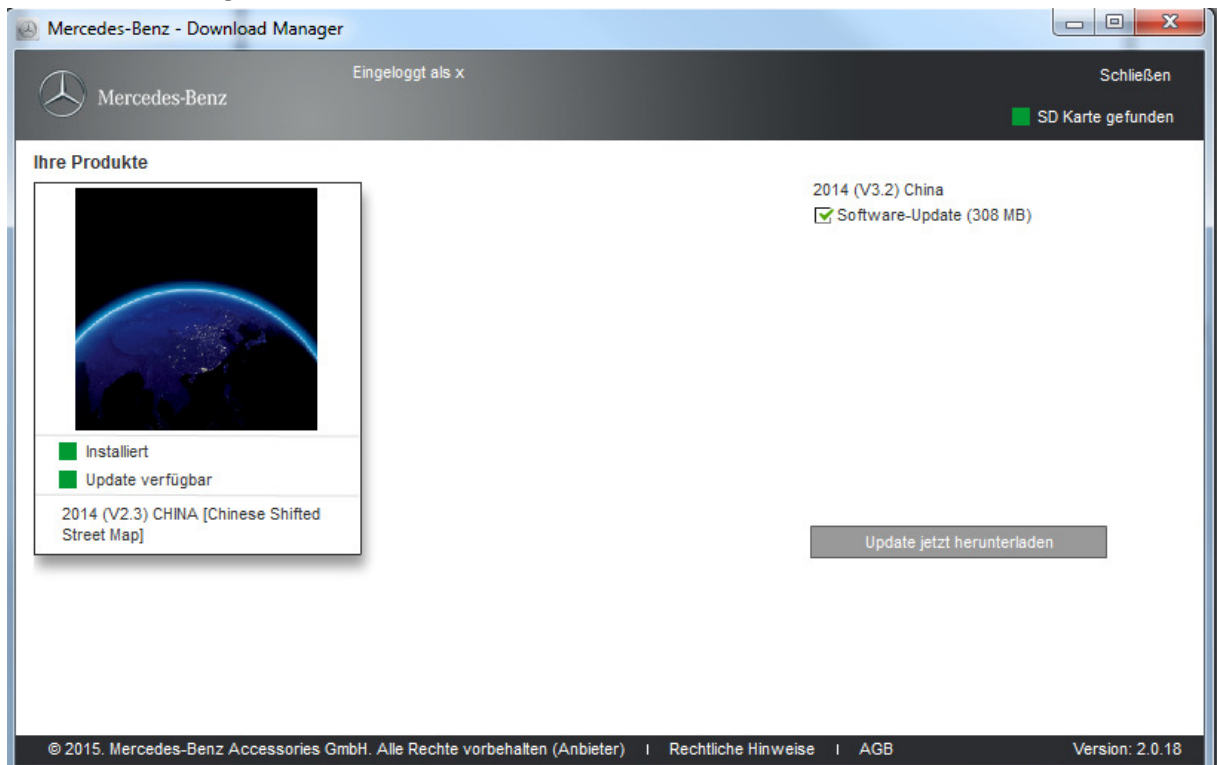 Mercedes-Benz - Download Manager
Eingeloggt als x
Schließen
Mercedes-Benz
SD Karte gefunden
Ihre Produkte
2014 (V3.2) China
Software-Update (308 MB)
Installiert
Update verfügbar
2014 (V2.3) CHINA [Chinese Shifted
Street Map]
Update jetzt herunterladen
© 2015. Mercedes-Benz Accessories GmbH. Alle Rechte vorbehalten (Anbieter) | Rechtliche Hinweise | AGB Version: 2.0.18